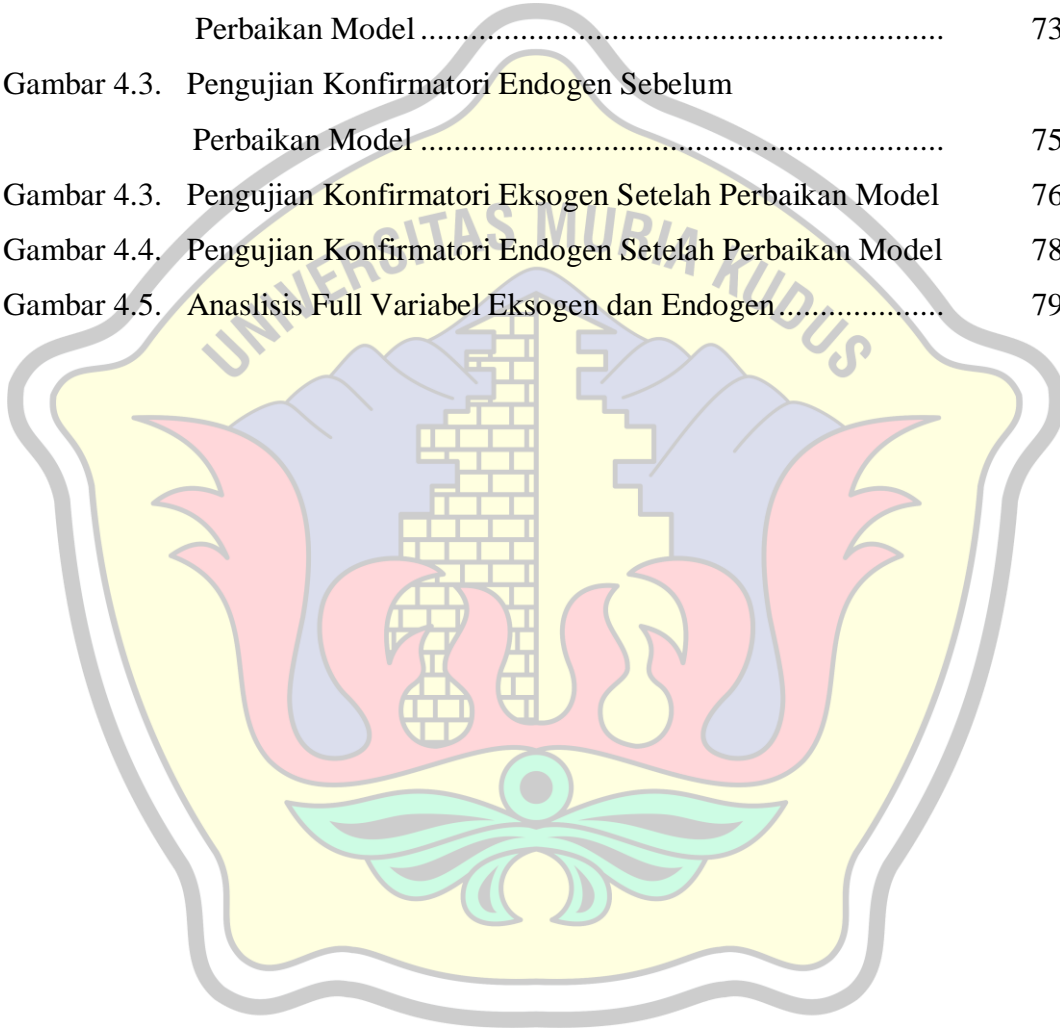 Perbaikan Model ................................................................ 73
Gambar 4.3. Pengujian Konfirmatori Endogen Sebelum
Perbaikan Model ................................................................ 75
Gambar 4.3. Pengujian Konfirmatori Eksogen Setelah Perbaikan Model 76
Gambar 4.4. Pengujian Konfirmatori Endogen Setelah Perbaikan Model 78
Gambar 4.5. Anaslisis Full Variabel Eksogen dan Endogen .................... 79
UNIVERSITAS MURIA KUDUS